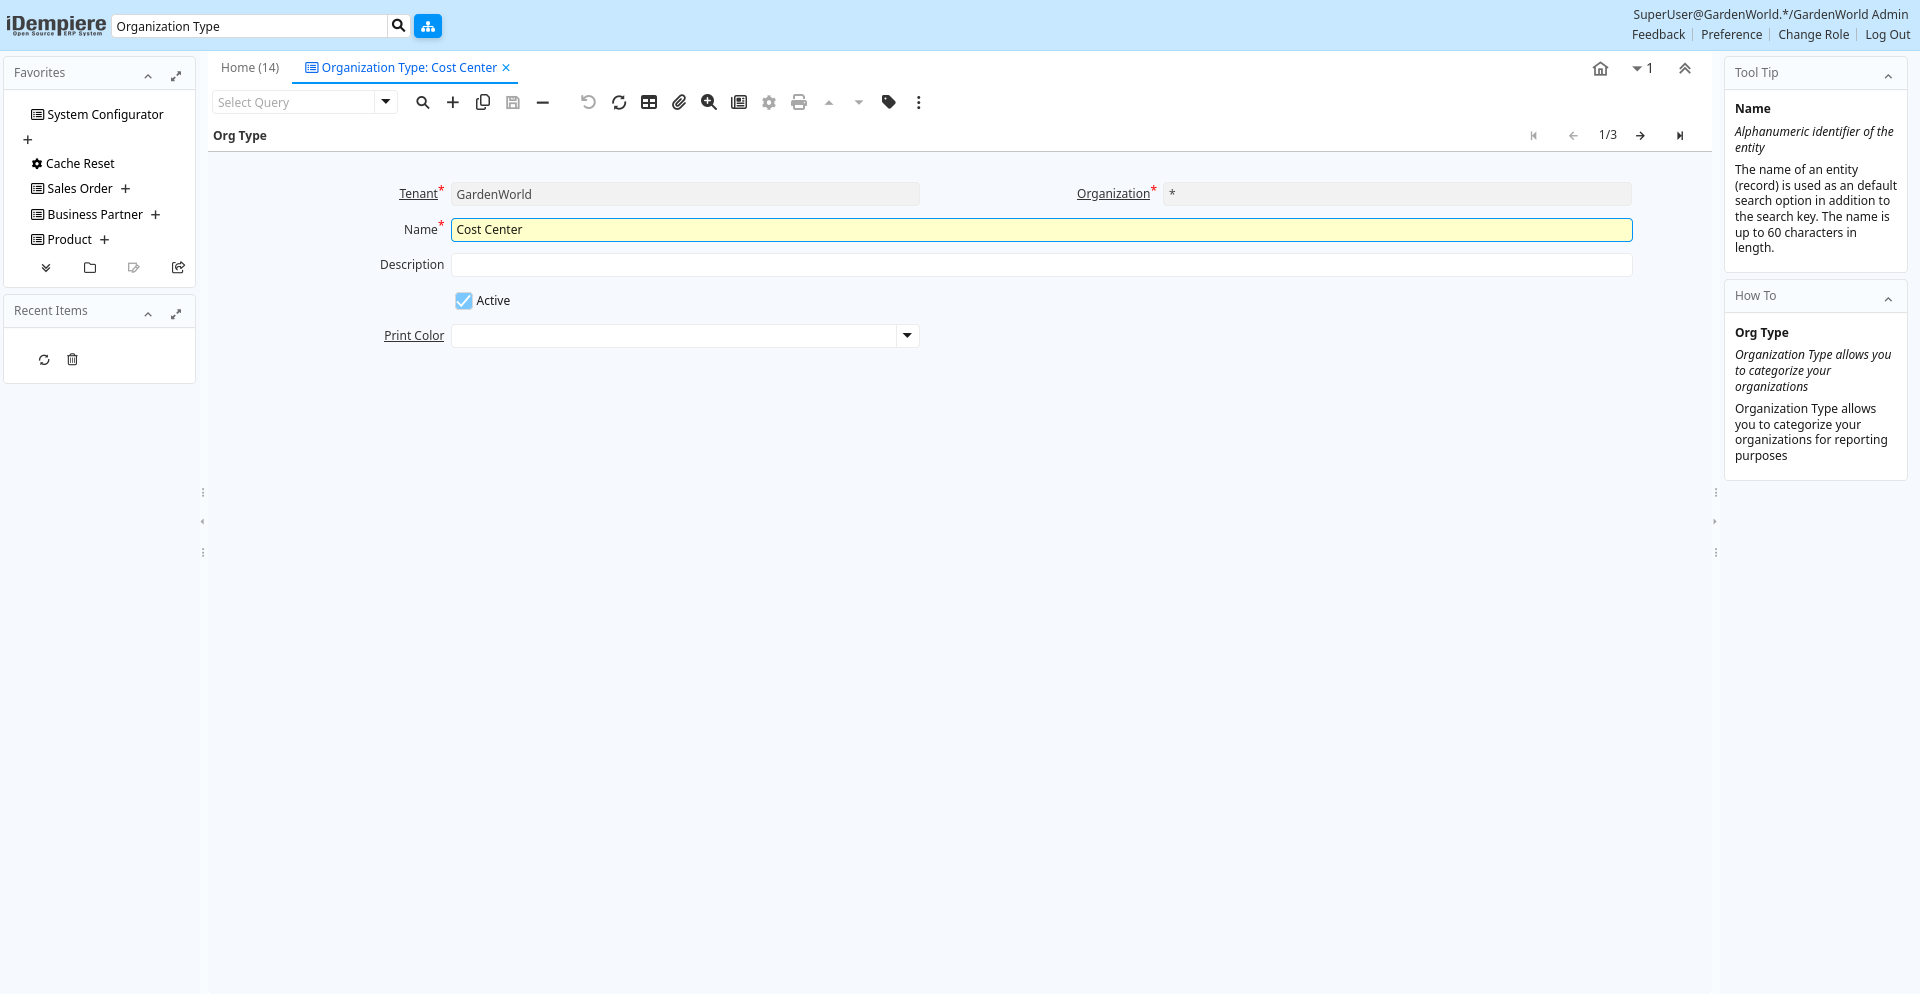 iDempiere
Open Source ERP System
Organization Type
SuperUser@GardenWorld.*/GardenWorld Admin
Feedback
Preference
Change Role
Log Out
Favorites
System Configurator
Cache Reset
Sales Order
Business Partner
Product
Recent Items
Home (14)
Organization Type: Cost Center
1
Select Query
Org Type
1/3
Tenant*
GardenWorld
Organization*
*
Name*
Cost Center
Description
Active
Print Color
Tool Tip
Name
Alphanumeric identifier of the
entity
The name of an entity
(record) is used as an default
search option in addition to
the search key. The name is
up to 60 characters in
length.
How To
Org Type
Organization Type allows you
to categorize your
organizations
Organization Type allows
you to categorize your
organizations for reporting
purposes